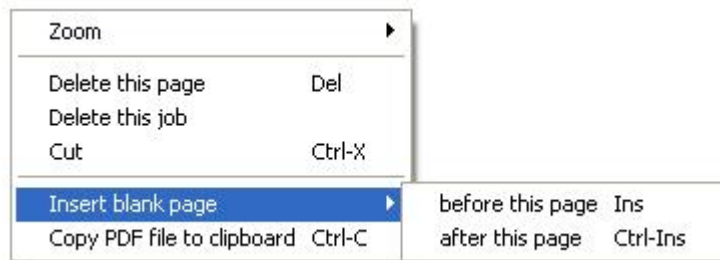 Zoom
Delete this page Del
Delete this job
Cut Ctrl-X
Insert blank page before this page Ins
Copy PDF file to clipboard Ctrl-C after this page Ctrl-Ins